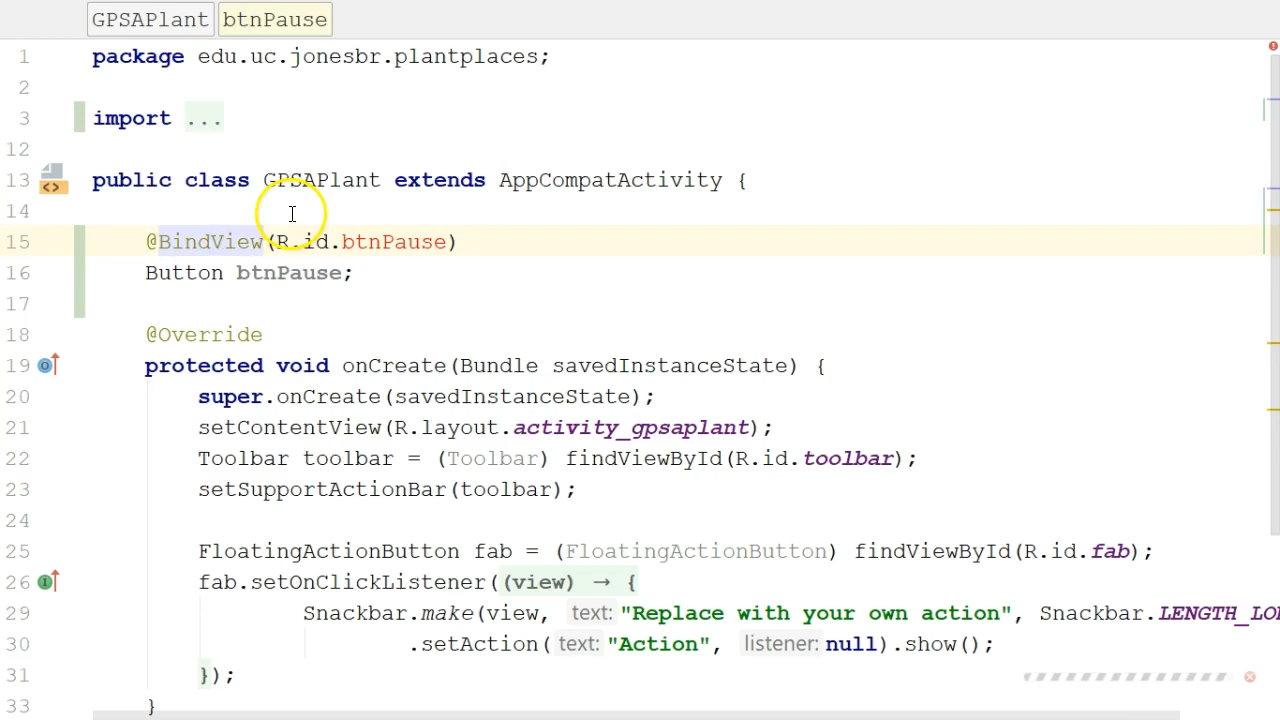 GPSAPlant btnPause
1 package edu.uc.jonesbr.plantplaces;
2
3 import ...
12
13 public class GPSAPlant extends AppCompatActivity {
14
15 @BindView(R.id.btnPause)
16 Button btnPause;
17
18 @Override
19 protected void onCreate(Bundle savedInstanceState) {
20 super.onCreate(savedInstanceState);
21 setContentView(R.layout.activity_gpsaplant);
22 Toolbar toolbar = (Toolbar) findViewById(R.id.toolbar);
23 setSupportActionBar(toolbar);
24
25 FloatingActionButton fab = (FloatingActionButton) findViewById(R.id.fab);
26 fab.setOnClickListener((view) → {
29 Snackbar.make(view, text: "Replace with your own action", Snackbar.LENGTH_LO
30 .setAction(text: "Action", listener: null).show();
31 });
33 }